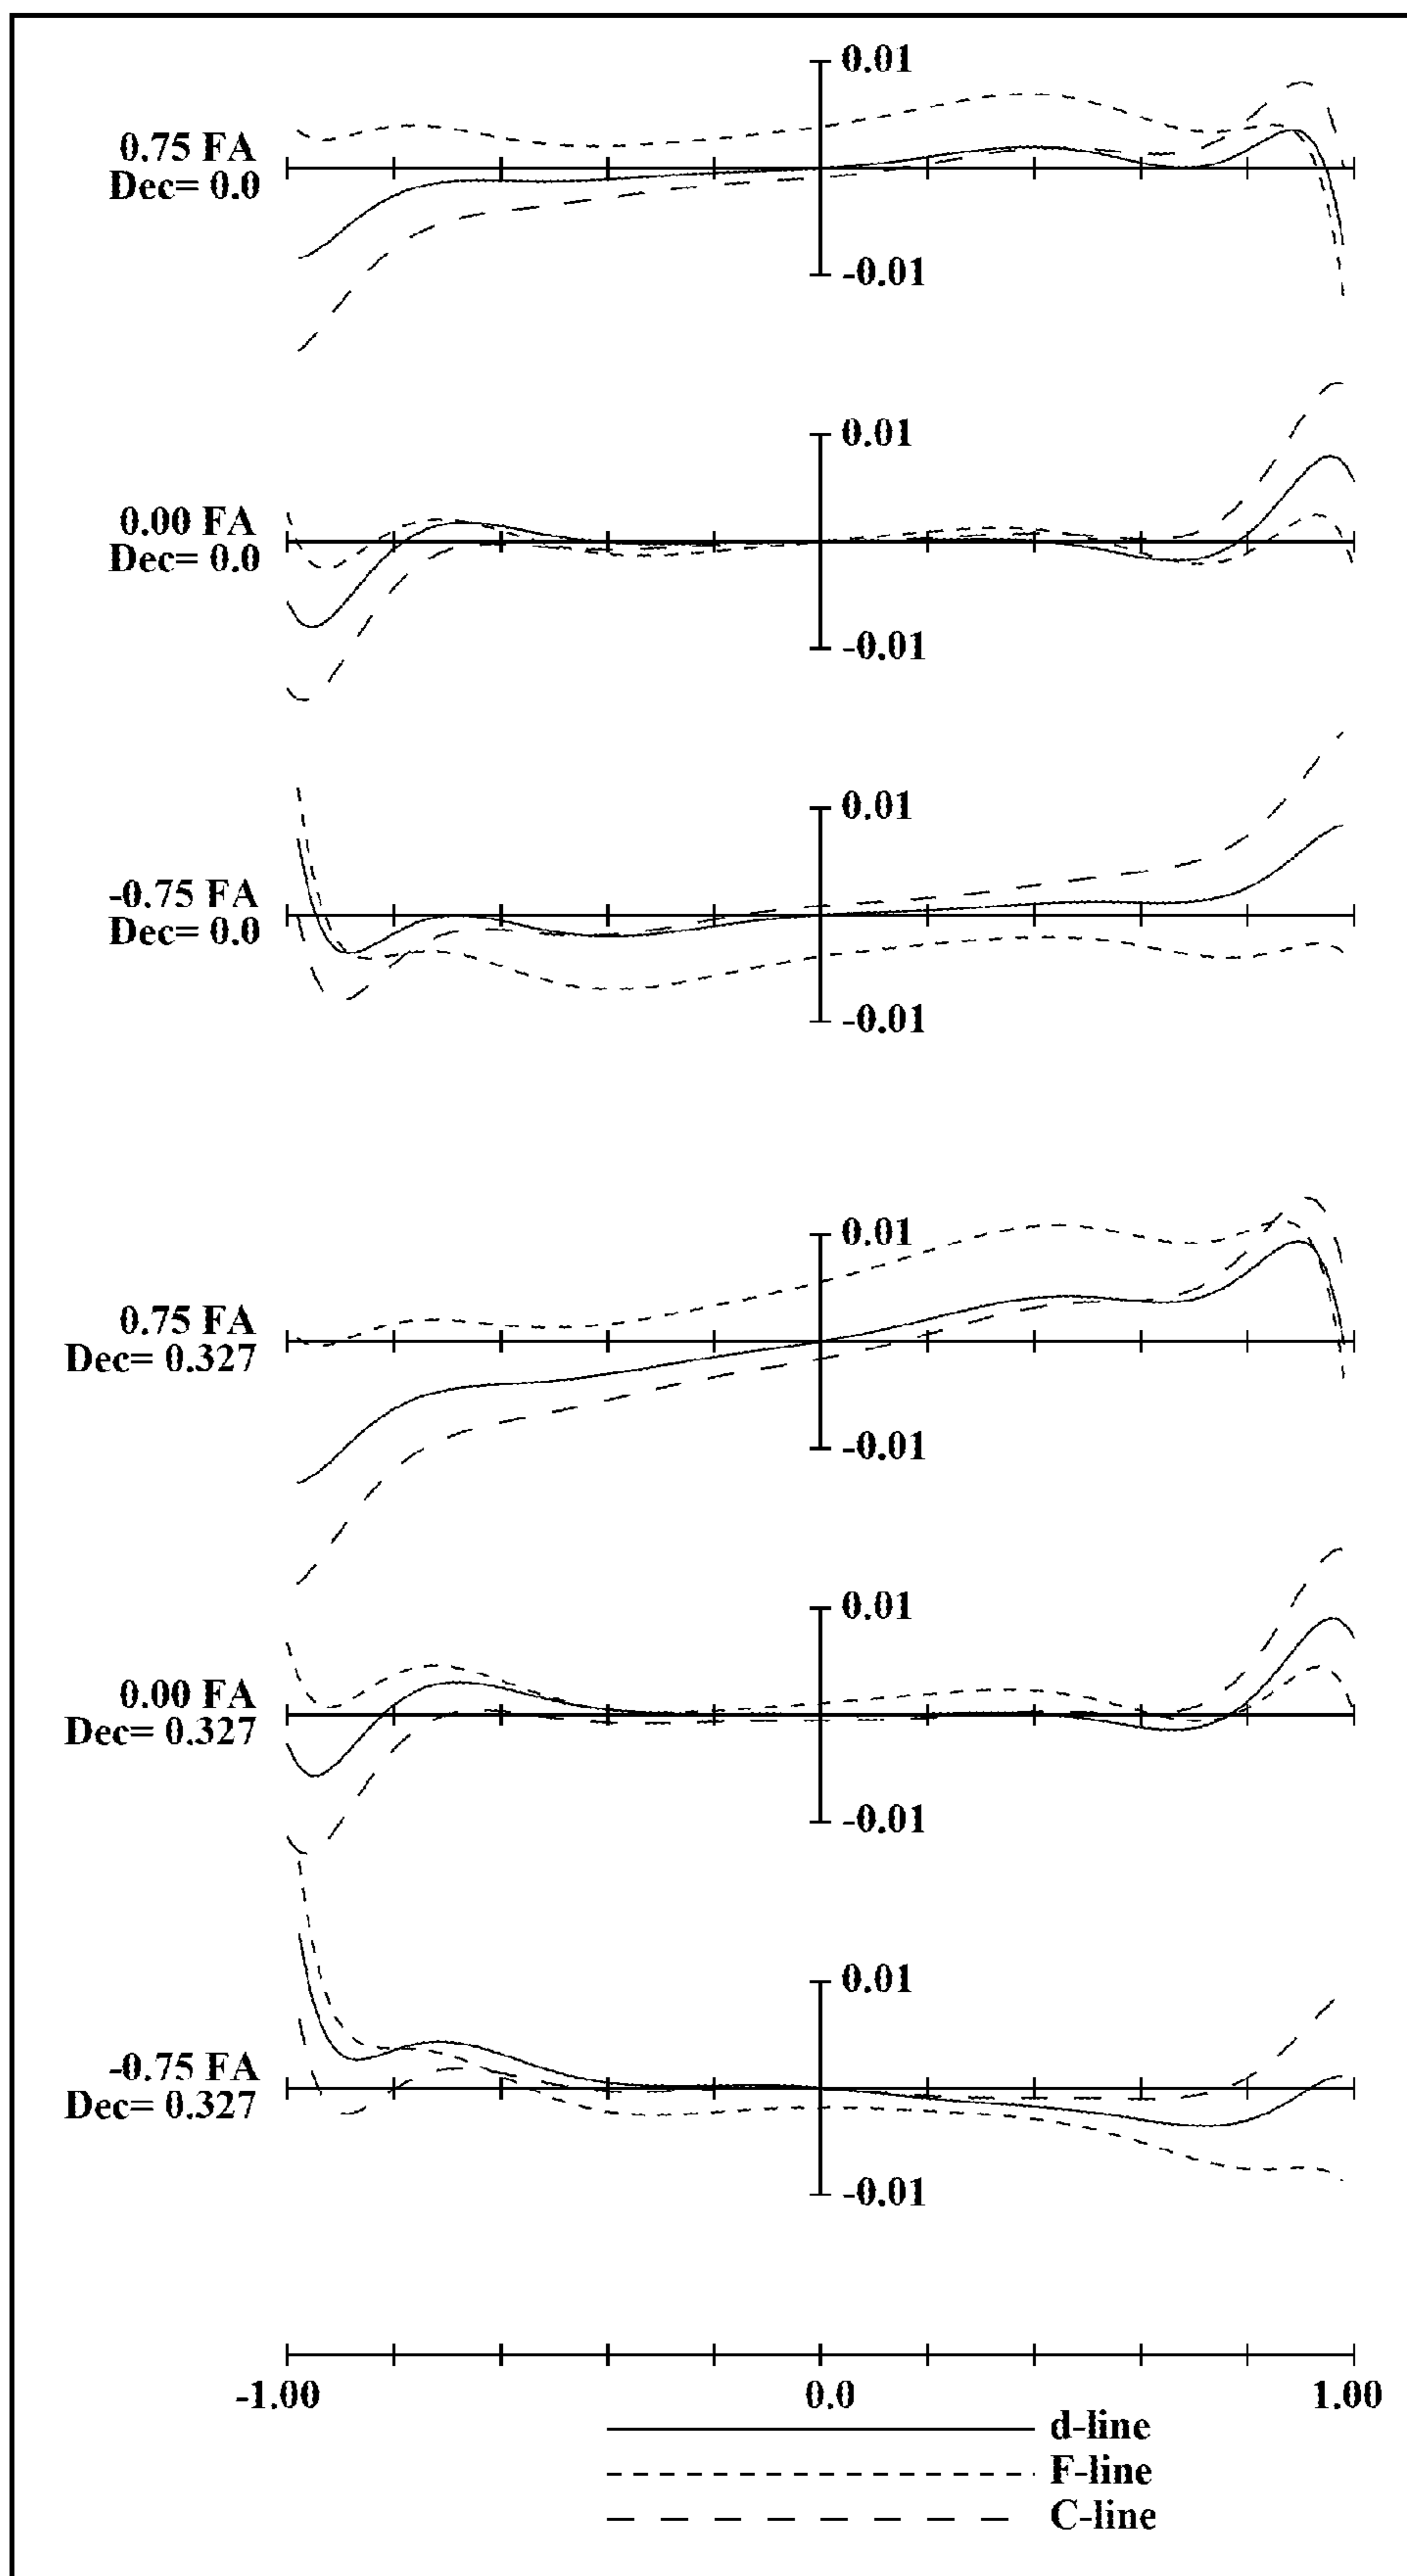 0.01
0.75 FA
Dec= 0.0
-0.01
0.01
0.00 FA
Dec= 0.0
-0.01
0.01
-0.75 FA
Dec= 0.0
-0.01
0.01
0.75 FA
Dec= 0.327
-0.01
0.01
0.00 FA
Dec= 0.327
-0.01
0.01
-0.75 FA
Dec= 0.327
-0.01
-1.00 0.0 1.00
d-line
F-line
C-line